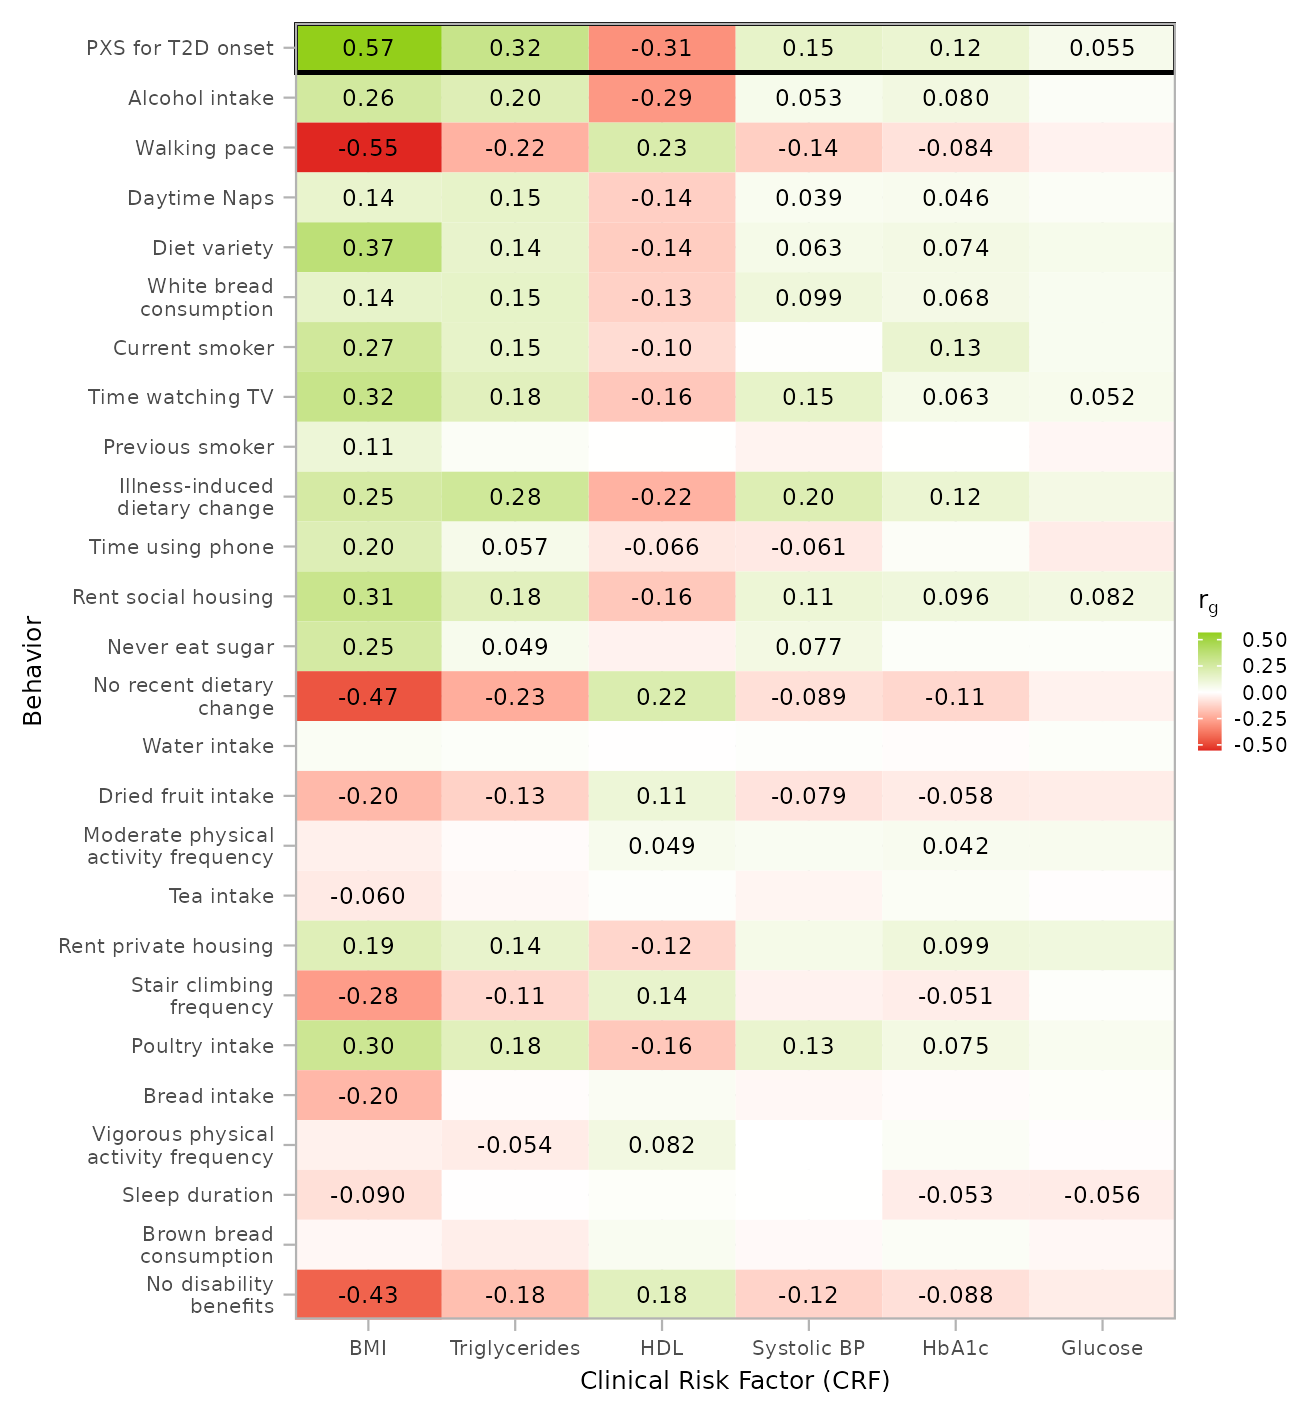 PXS for T2D onset 0.57 0.32 -0.31 0.15 0.12 0.055
Alcohol intake 0.26 0.20 -0.29 0.053 0.080
Walking pace -0.55 -0.22 0.23 -0.14 -0.084
Daytime Naps 0.14 0.15 -0.14 0.039 0.046
Diet variety 0.37 0.14 -0.14 0.063 0.074
White bread
consumption 0.14 0.15 -0.13 0.099 0.068
Current smoker 0.27 0.15 -0.10 0.13
Time watching TV 0.32 0.18 -0.16 0.15 0.063 0.052
Previous smoker 0.11
Illness-induced
dietary change 0.25 0.28 -0.22 0.20 0.12
Time using phone 0.20 0.057 -0.066 -0.061
Rent social housing 0.31 0.18 -0.16 0.11 0.096 0.082
Never eat sugar 0.25 0.049 0.077
No recent dietary
change -0.47 -0.23 0.22 -0.089 -0.11
Water intake
Dried fruit intake -0.20 -0.13 0.11 -0.079 -0.058
Moderate physical
activity frequency 0.049 0.042
Tea intake -0.060
Rent private housing 0.19 0.14 -0.12 0.099
Stair climbing
frequency -0.28 -0.11 0.14 -0.051
Poultry intake 0.30 0.18 -0.16 0.13 0.075
Bread intake -0.20
Vigorous physical
activity frequency -0.054 0.082
Sleep duration -0.090 -0.053 -0.056
Brown bread
consumption
No disability
benefits -0.43 -0.18 0.18 -0.12 -0.088
BMI Triglycerides HDL Systolic BP HbA1c Glucose
Clinical Risk Factor (CRF)
Behavior
rg
0.50
0.25
0.00
-0.25
-0.50